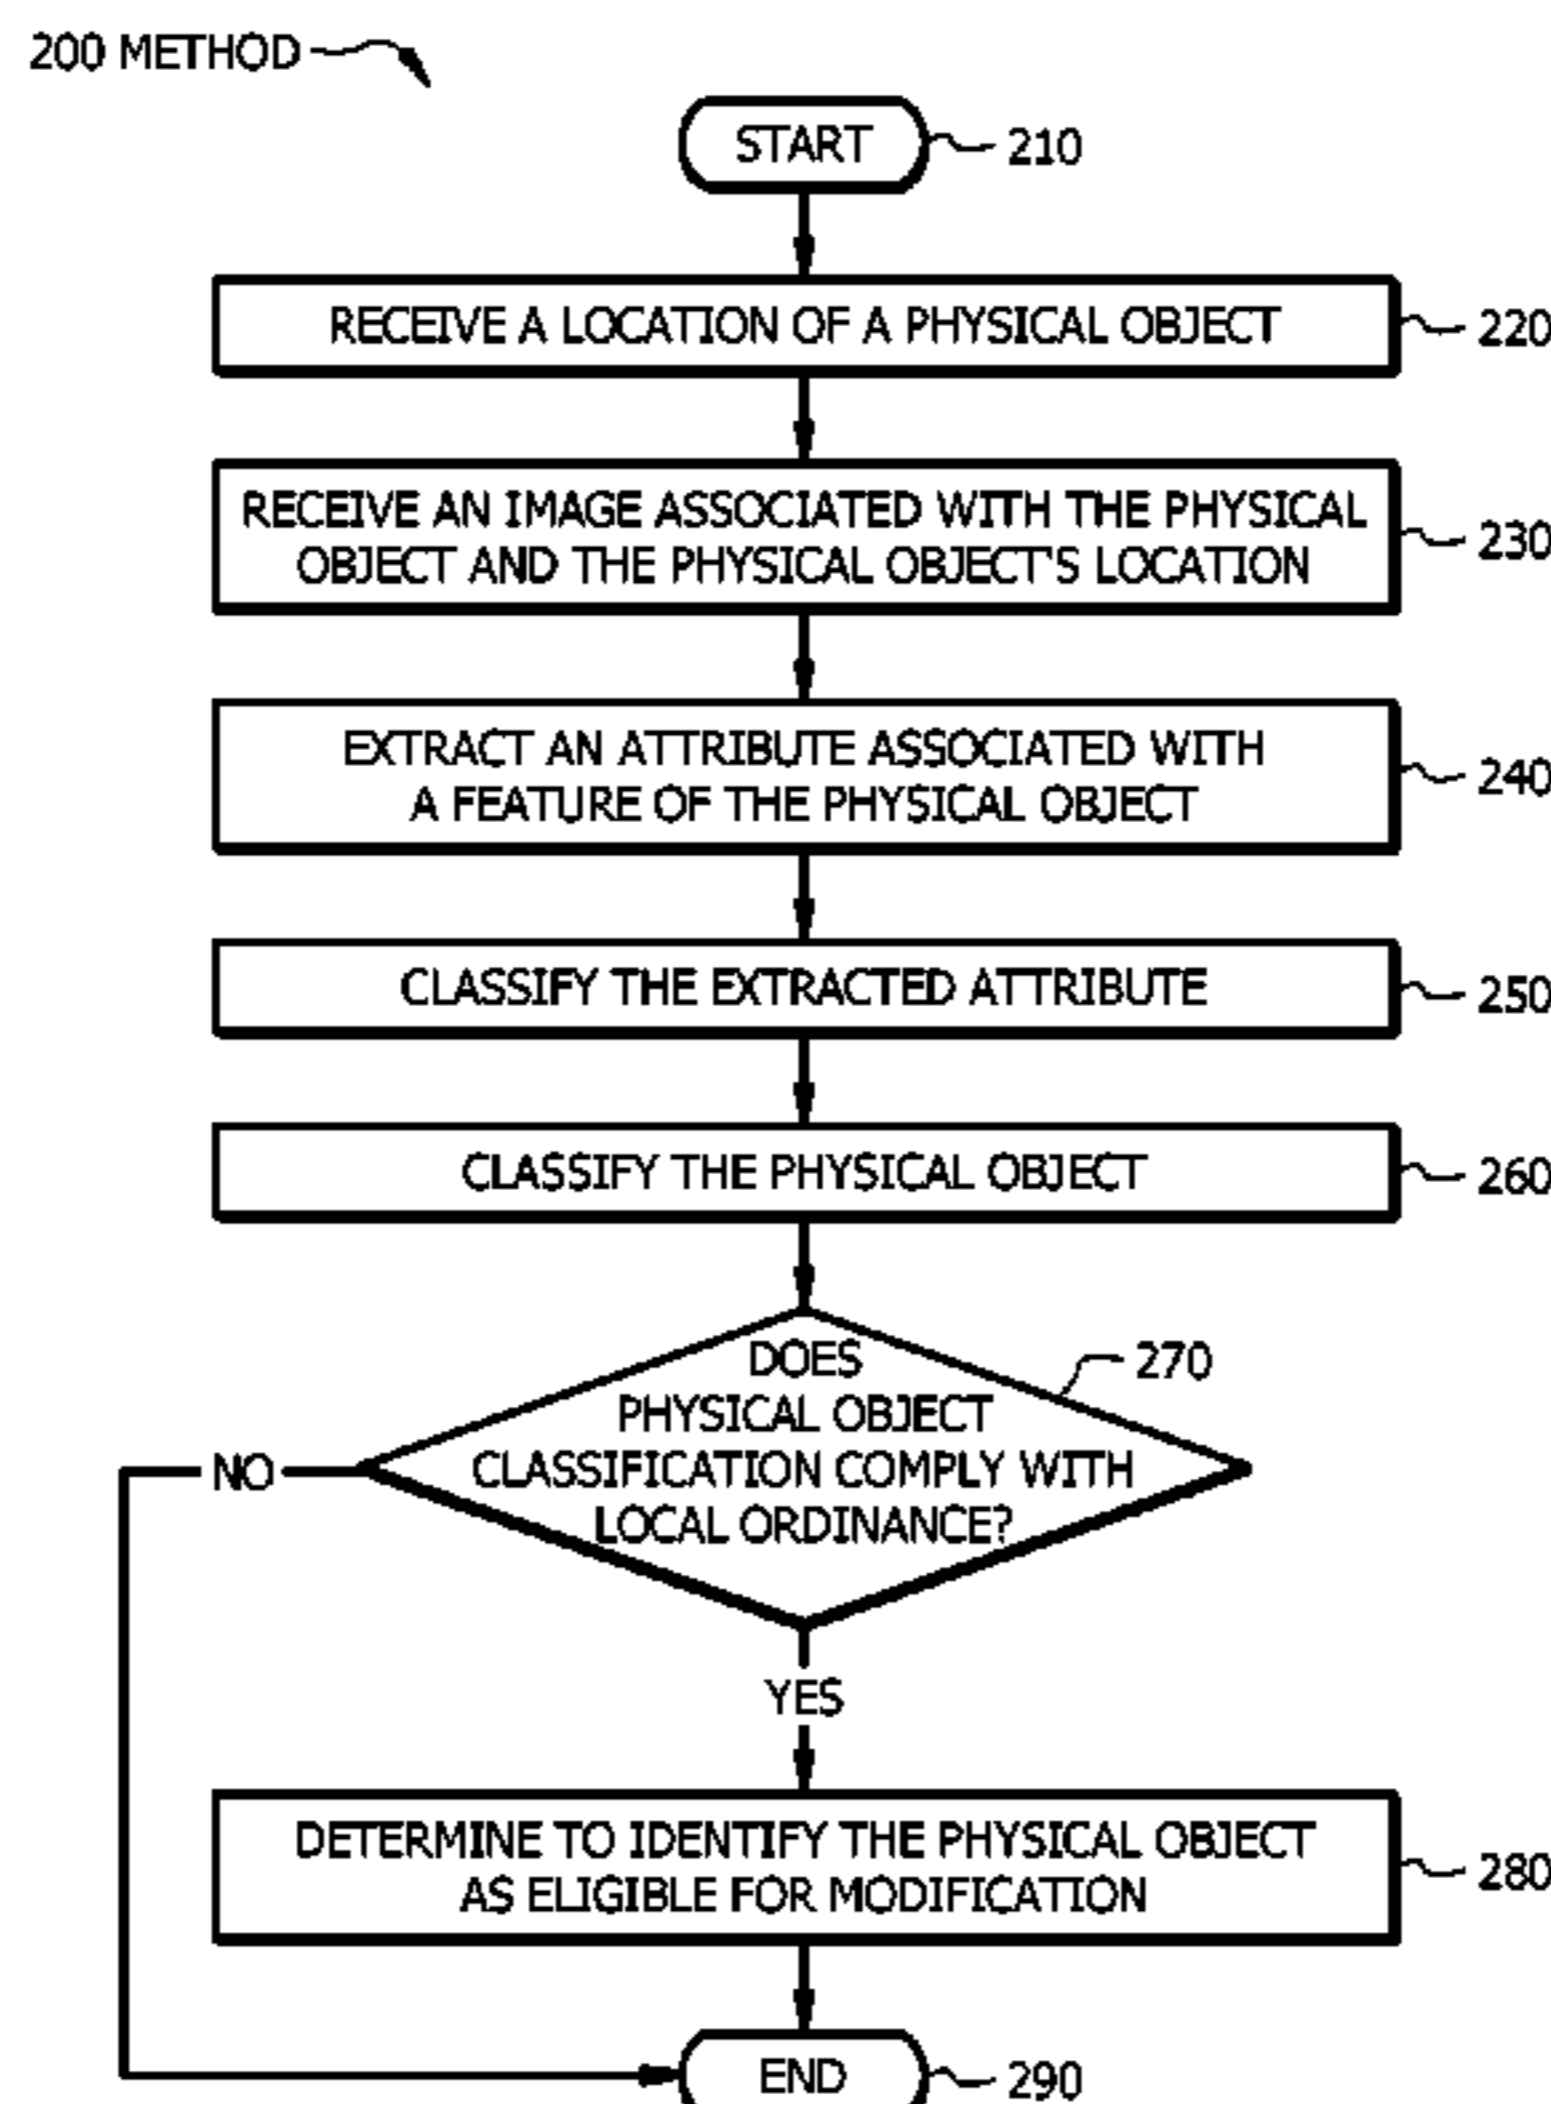 200 METHOD
START
210
RECEIVE A LOCATION OF A PHYSICAL OBJECT
220
RECEIVE AN IMAGE ASSOCIATED WITH THE PHYSICAL
OBJECT AND THE PHYSICAL OBJECT'S LOCATION
230
EXTRACT AN ATTRIBUTE ASSOCIATED WITH
A FEATURE OF THE PHYSICAL OBJECT
240
CLASSIFY THE EXTRACTED ATTRIBUTE
250
CLASSIFY THE PHYSICAL OBJECT
260
DOES
PHYSICAL OBJECT
CLASSIFICATION COMPLY WITH
LOCAL ORDINANCE?
270
NO
YES
DETERMINE TO IDENTIFY THE PHYSICAL OBJECT
AS ELIGIBLE FOR MODIFICATION
280
END
290